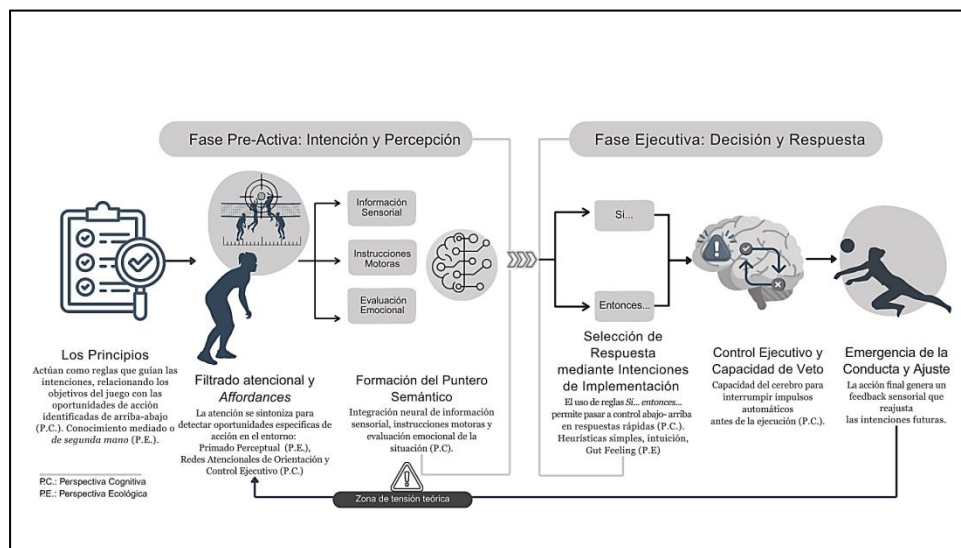 Fase Pre-Activa: Intención y Percepción
Fase Ejecutiva: Decisión y Respuesta
Información
Sensorial
Instrucciones
Motoras
Evaluación
Emocional
Si...
Entonces...
Los Principios
Actúan como reglas que guían las
intenciones, relacionando los
objetivos del juego con las
oportunidades de acción
identificadas de arriba-abajo
(P.C.). Conocimiento mediado o
de segunda mano (P.E.).
Filtrado atencional y
Affordances
La atención se sintoniza para
detectar oportunidades específicas de
acción en el entorno:
Primado Perceptual (P.E.),
Redes Atencionales de Orientación y
Control Ejecutivo (P.C.)
Formación del Puntero
Semántico
Integración neural de información
sensorial, instrucciones motoras y
evaluación emocional de la
situación (P.C).
Selección de
Respuesta
mediante Intenciones
de Implementación
El uso de reglas Si... entonces...
permite pasar a control abajo- arriba
en respuestas rápidas (P.C.).
Heurísticas simples, intuición,
Gut Feeling (P.E)
Control Ejecutivo y
Capacidad de Veto
Capacidad del cerebro para
interrumpir impulsos
automáticos
antes de la ejecución (P.C.).
Emergencia de la
Conducta y Ajuste
La acción final genera un
feedback sensorial que
reajusta
las intenciones futuras.
P.C.: Perspectiva Cognitiva
P.E.: Perspectiva Ecológica
Zona de tensión teórica